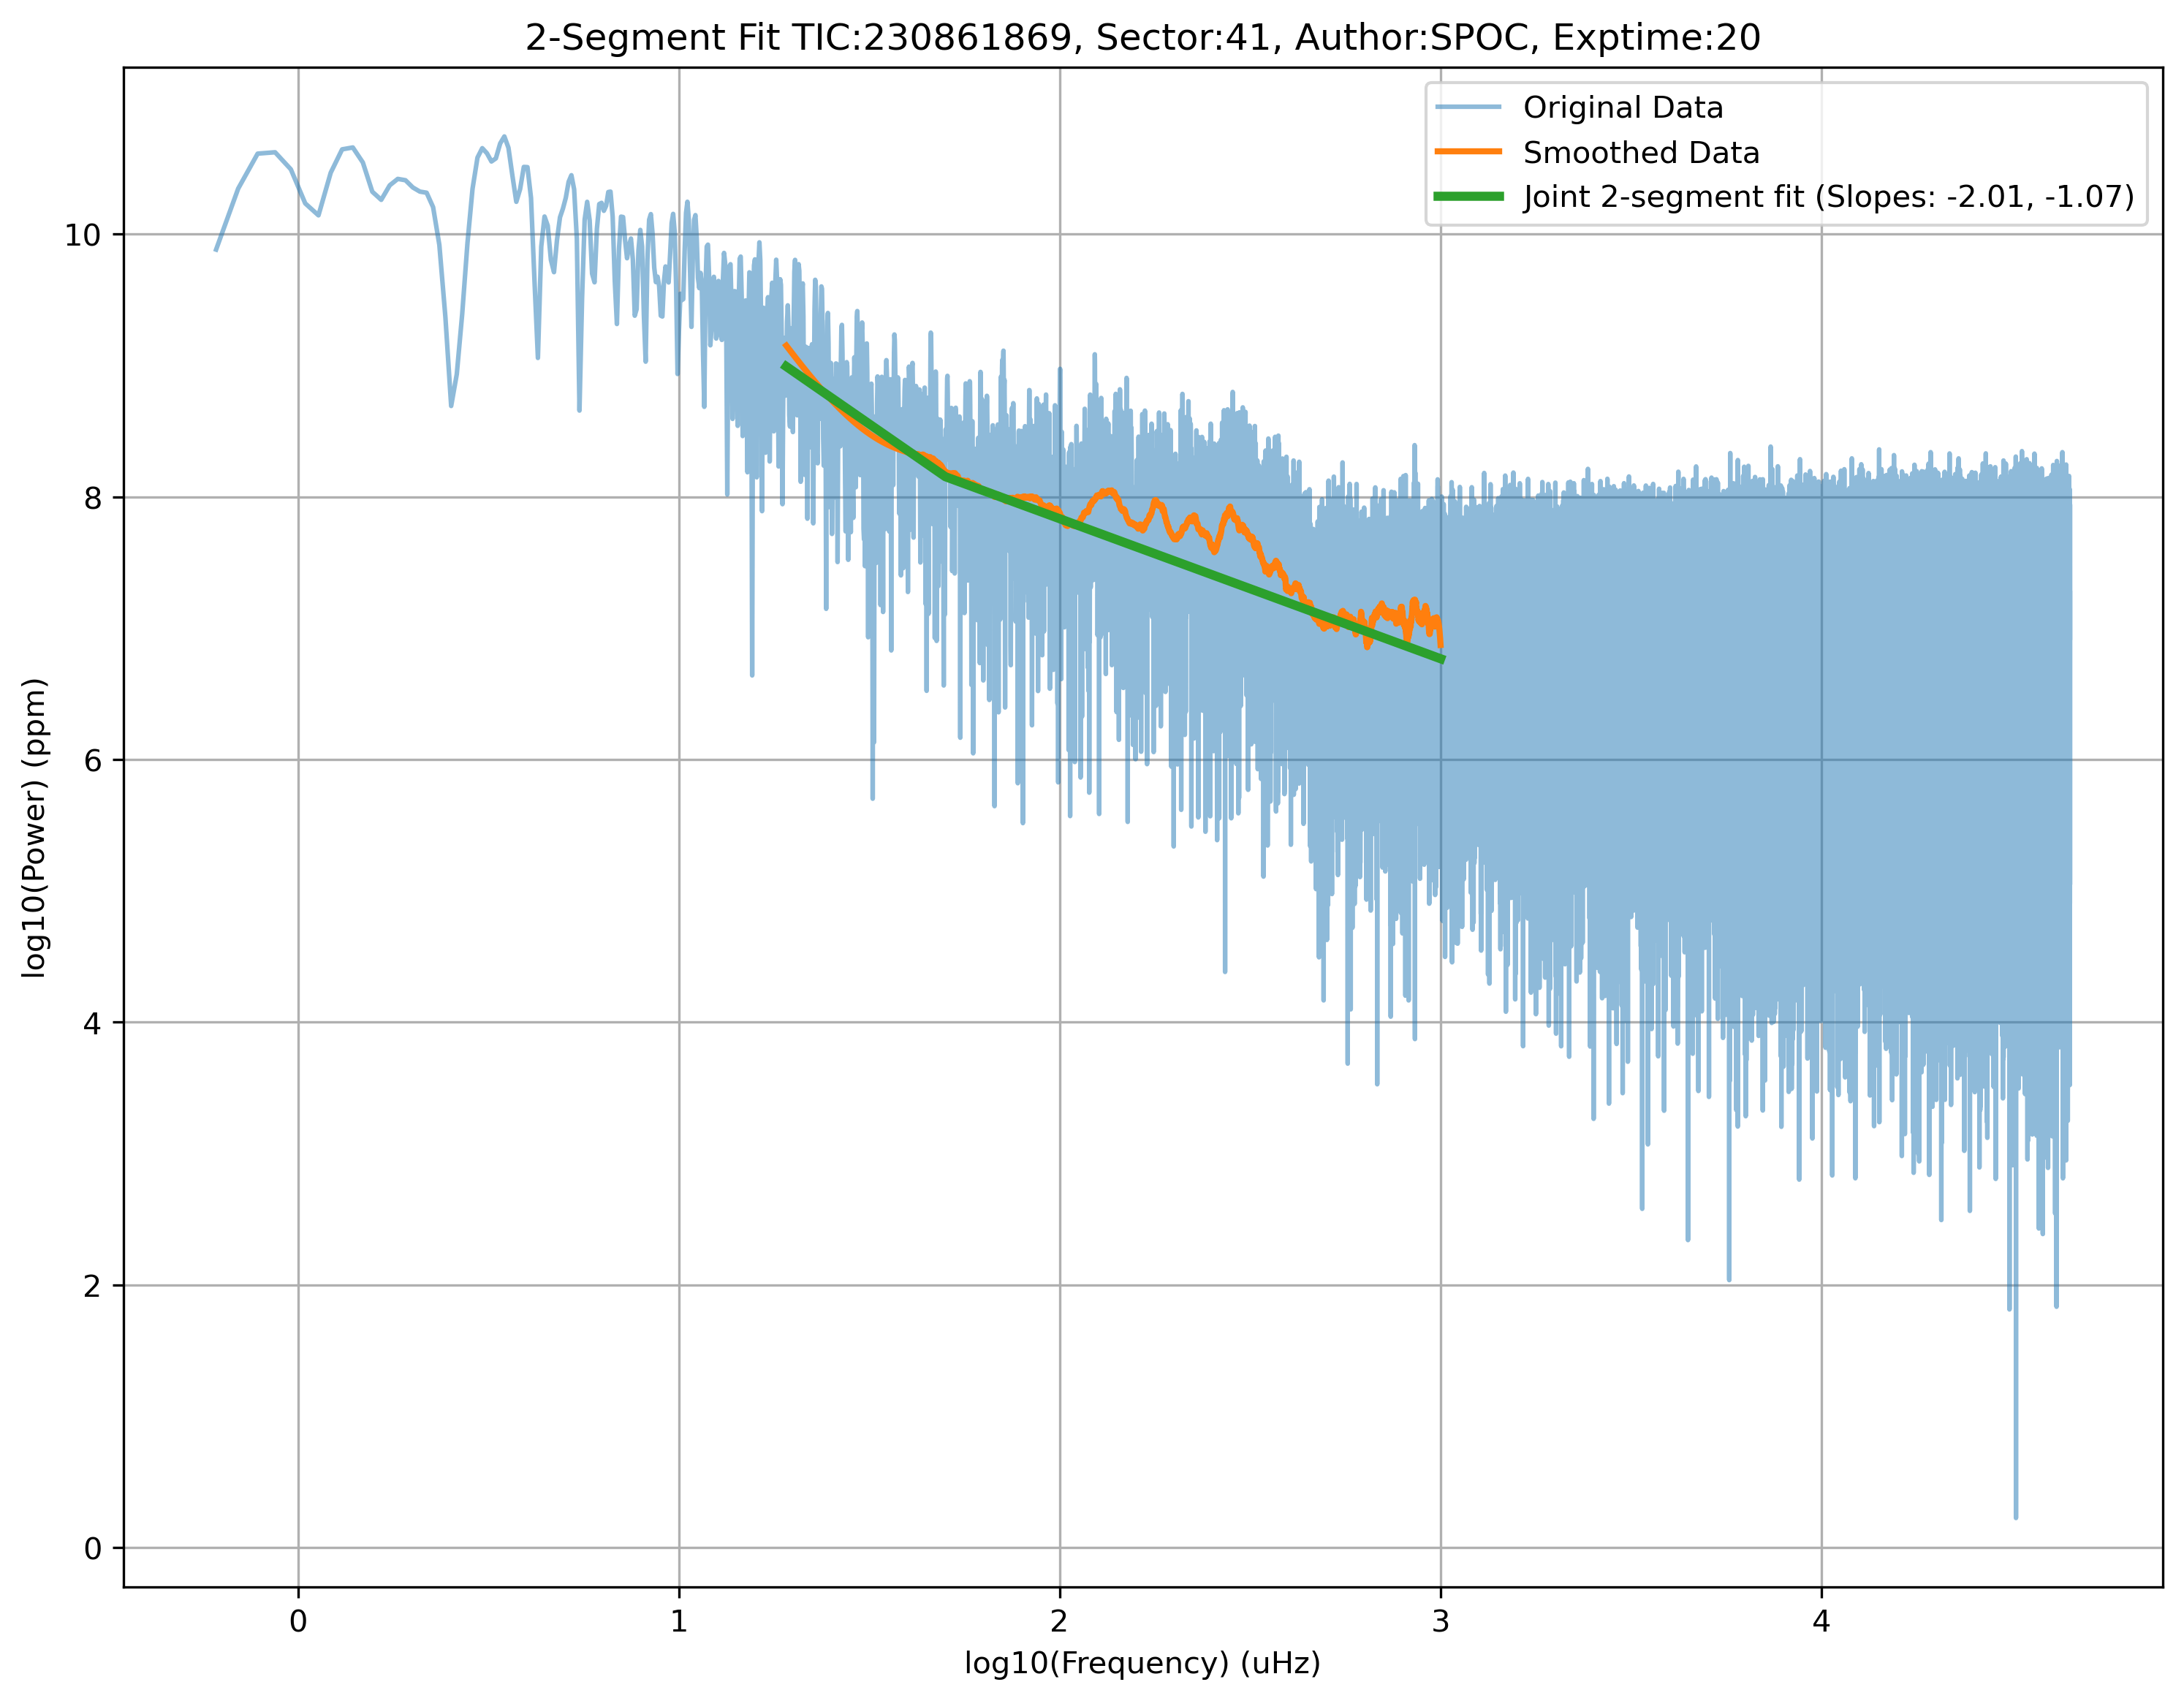 2-Segment Fit TIC:230861869, Sector:41, Author:SPOC, Exptime:20
Original Data
Smoothed Data
Joint 2-segment fit (Slopes: -2.01, -1.07)
log10(Power) (ppm)
10
8
6
4
2
0
0 1 2 3 4
log10(Frequency) (uHz)